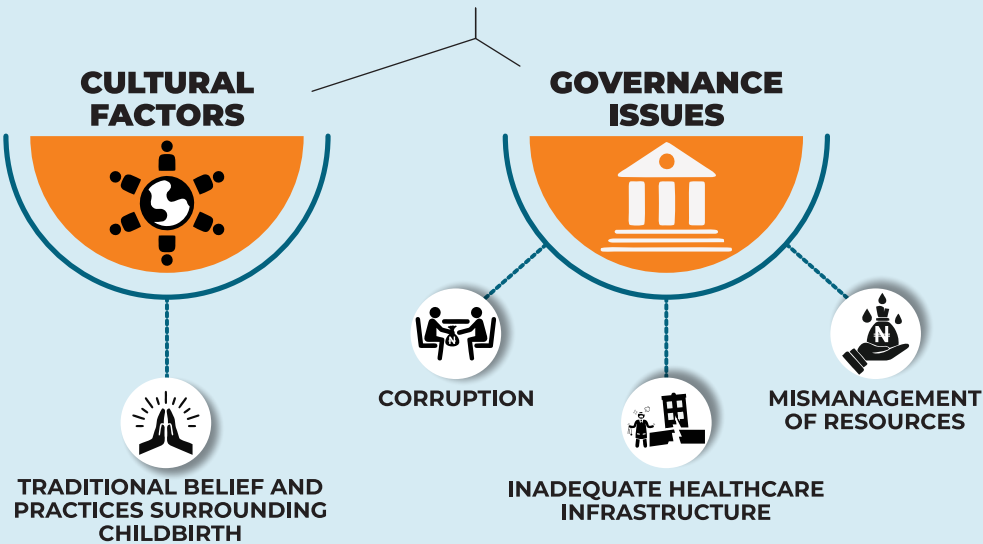 CULTURAL
FACTORS
GOVERNANCE
ISSUES
₦
CORRUPTION
₦
MISMANAGEMENT
OF RESOURCES
TRADITIONAL BELIEF AND
PRACTICES SURROUNDING
CHILDBIRTH
INADEQUATE HEALTHCARE
INFRASTRUCTURE